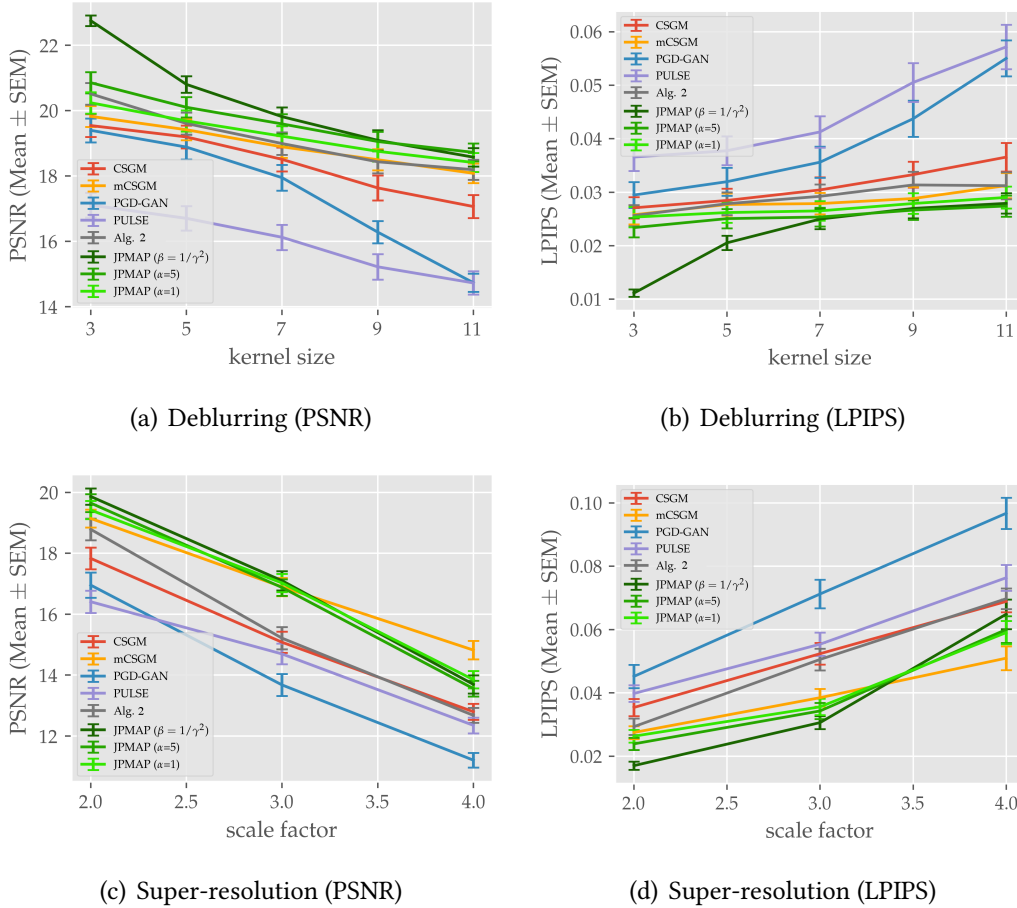 PSNR (Mean ± SEM)
22
20
18
16
14
CSGM
mCSGM
PGD-GAN
PULSE
Alg. 2
JPMAP (β = 1/γ²)
JPMAP (α=5)
JPMAP (α=1)
3 5 7 9 11
kernel size
(a) Deblurring (PSNR)
LPIPS (Mean ± SEM)
0.06
0.05
0.04
0.03
0.02
0.01
CSGM
mCSGM
PGD-GAN
PULSE
Alg. 2
JPMAP (β = 1/γ²)
JPMAP (α=5)
JPMAP (α=1)
3 5 7 9 11
kernel size
(b) Deblurring (LPIPS)
PSNR (Mean ± SEM)
20
18
16
14
12
CSGM
mCSGM
PGD-GAN
PULSE
Alg. 2
JPMAP (β = 1/γ²)
JPMAP (α=5)
JPMAP (α=1)
2.0 2.5 3.0 3.5 4.0
scale factor
(c) Super-resolution (PSNR)
LPIPS (Mean ± SEM)
0.10
0.08
0.06
0.04
0.02
CSGM
mCSGM
PGD-GAN
PULSE
Alg. 2
JPMAP (β = 1/γ²)
JPMAP (α=5)
JPMAP (α=1)
2.0 2.5 3.0 3.5 4.0
scale factor
(d) Super-resolution (LPIPS)